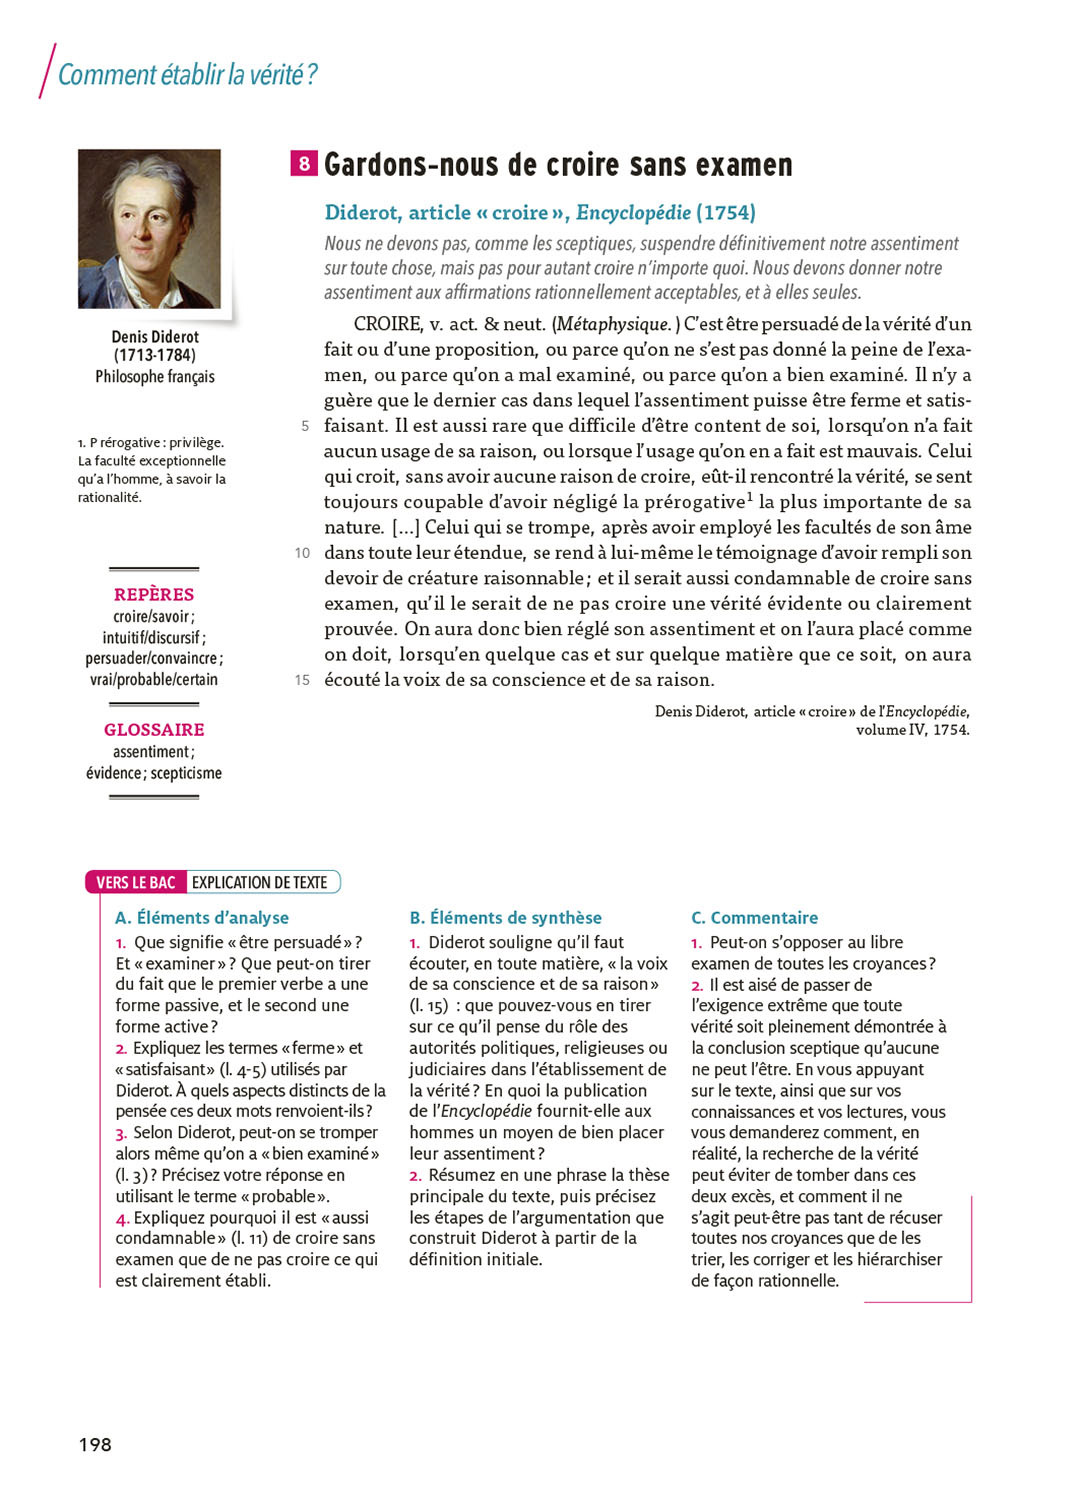 Comment établir la vérité ?
8 Gardons-nous de croire sans examen
Diderot, article « croire », Encyclopédie (1754)
Nous ne devons pas, comme les sceptiques, suspendre définitivement notre assentiment
sur toute chose, mais pas pour autant croire n'importe quoi. Nous devons donner notre
assentiment aux affirmations rationnellement acceptables, et à elles seules.
Denis Diderot
(1713-1784)
Philosophe français
1. P rérogative : privilège.
La faculté exceptionnelle
qu'a l'homme, à savoir la
rationalité.
REPÈRES
croire/savoir ;
intuitif/discursif ;
persuader/convaincre ;
vrai/probable/certain
GLOSSAIRE
assentiment ;
évidence ; scepticisme
CROIRE, v. act. & neut. (Métaphysique. ) C'est être persuadé de la vérité d'un
fait ou d'une proposition, ou parce qu'on ne s'est pas donné la peine de l'exa-
men, ou parce qu'on a mal examiné, ou parce qu'on a bien examiné. Il n'y a
guère que le dernier cas dans lequel l'assentiment puisse être ferme et satis-
5 faisant. Il est aussi rare que difficile d'être content de soi, lorsqu'on n'a fait
aucun usage de sa raison, ou lorsque l'usage qu'on en a fait est mauvais. Celui
qui croit, sans avoir aucune raison de croire, eût-il rencontré la vérité, se sent
toujours coupable d'avoir négligé la prérogative1 la plus importante de sa
nature. [...] Celui qui se trompe, après avoir employé les facultés de son âme
10 dans toute leur étendue, se rend à lui-même le témoignage d'avoir rempli son
devoir de créature raisonnable ; et il serait aussi condamnable de croire sans
examen, qu'il le serait de ne pas croire une vérité évidente ou clairement
prouvée. On aura donc bien réglé son assentiment et on l'aura placé comme
on doit, lorsqu'en quelque cas et sur quelque matière que ce soit, on aura
15 écouté la voix de sa conscience et de sa raison.
Denis Diderot, article « croire » de l'Encyclopédie,
volume IV, 1754.
VERS LE BAC EXPLICATION DE TEXTE
A. Éléments d'analyse
1. Que signifie « être persuadé » ?
Et « examiner » ? Que peut-on tirer
du fait que le premier verbe a une
forme passive, et le second une
forme active ?
2. Expliquez les termes « ferme » et
« satisfaisant » (l. 4-5) utilisés par
Diderot. À quels aspects distincts de la
pensée ces deux mots renvoient-ils ?
3. Selon Diderot, peut-on se tromper
alors même qu'on a « bien examiné »
(l. 3) ? Précisez votre réponse en
utilisant le terme « probable ».
4. Expliquez pourquoi il est « aussi
condamnable » (l. 11) de croire sans
examen que de ne pas croire ce qui
est clairement établi.
B. Éléments de synthèse
1. Diderot souligne qu'il faut
écouter, en toute matière, « la voix
de sa conscience et de sa raison »
(l. 15) : que pouvez-vous en tirer
sur ce qu'il pense du rôle des
autorités politiques, religieuses ou
judiciaires dans l'établissement de
la vérité ? En quoi la publication
de l'Encyclopédie fournit-elle aux
hommes un moyen de bien placer
leur assentiment ?
2. Résumez en une phrase la thèse
principale du texte, puis précisez
les étapes de l'argumentation que
construit Diderot à partir de la
définition initiale.
C. Commentaire
1. Peut-on s'opposer au libre
examen de toutes les croyances ?
2. Il est aisé de passer de
l'exigence extrême que toute
vérité soit pleinement démontrée à
la conclusion sceptique qu'aucune
ne peut l'être. En vous appuyant
sur le texte, ainsi que sur vos
connaissances et vos lectures, vous
vous demanderez comment, en
réalité, la recherche de la vérité
peut éviter de tomber dans ces
deux excès, et comment il ne
s'agit peut-être pas tant de récuser
toutes nos croyances que de les
trier, les corriger et les hiérarchiser
de façon rationnelle.
198